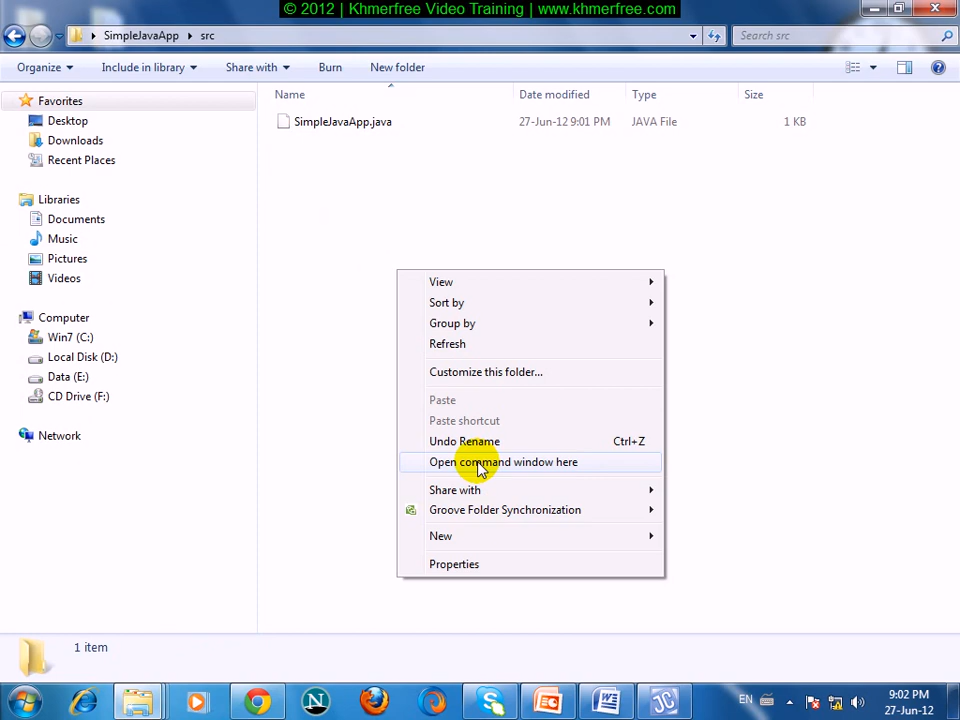 © 2012 | Khmerfree Video Training | www.khmerfree.com
SimpleJavaApp src
Search src
Organize Include in library Share with Burn New folder
Name Date modified Type Size
SimpleJavaApp.java 27-Jun-12 9:01 PM JAVA File 1 KB
Favorites
Desktop
Downloads
Recent Places
Libraries
Documents
Music
Pictures
Videos
Computer
Win7 (C:)
Local Disk (D:)
Data (E:)
CD Drive (F:)
Network
View
Sort by
Group by
Refresh
Customize this folder...
Paste
Paste shortcut
Undo Rename Ctrl+Z
Open command window here
Share with
Groove Folder Synchronization
New
Properties
1 item
EN
9:02 PM
27-Jun-12